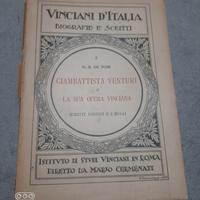 VINCIANI D'ITALIA
BIOGRAFIE E SCRITTI
G. B. DE TONI
GIAMBATTISTA VENTURI
E
LA SUA OPERA VINCIANA
ISTITUTO DI STUDI VINCIANI IN ROMA
DIRETTO DA MARIO CERMENATI